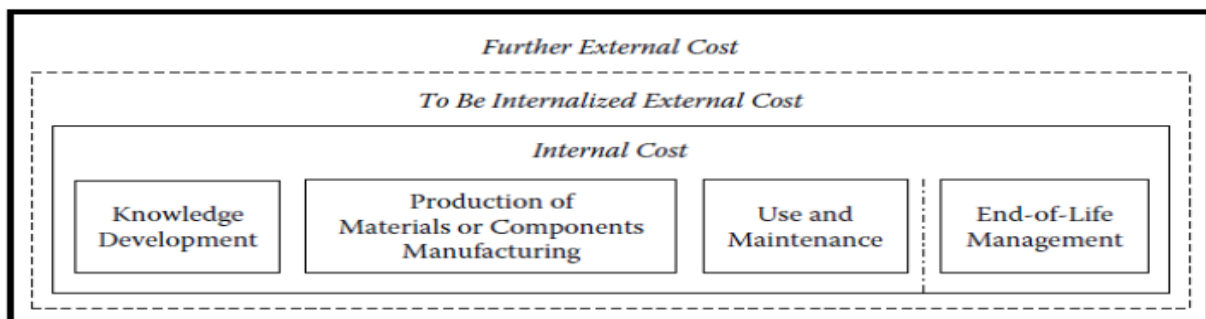 Further External Cost
To Be Internalized External Cost
Internal Cost
Knowledge
Development
Production of
Materials or Components
Manufacturing
Use and
Maintenance
End-of-Life
Management